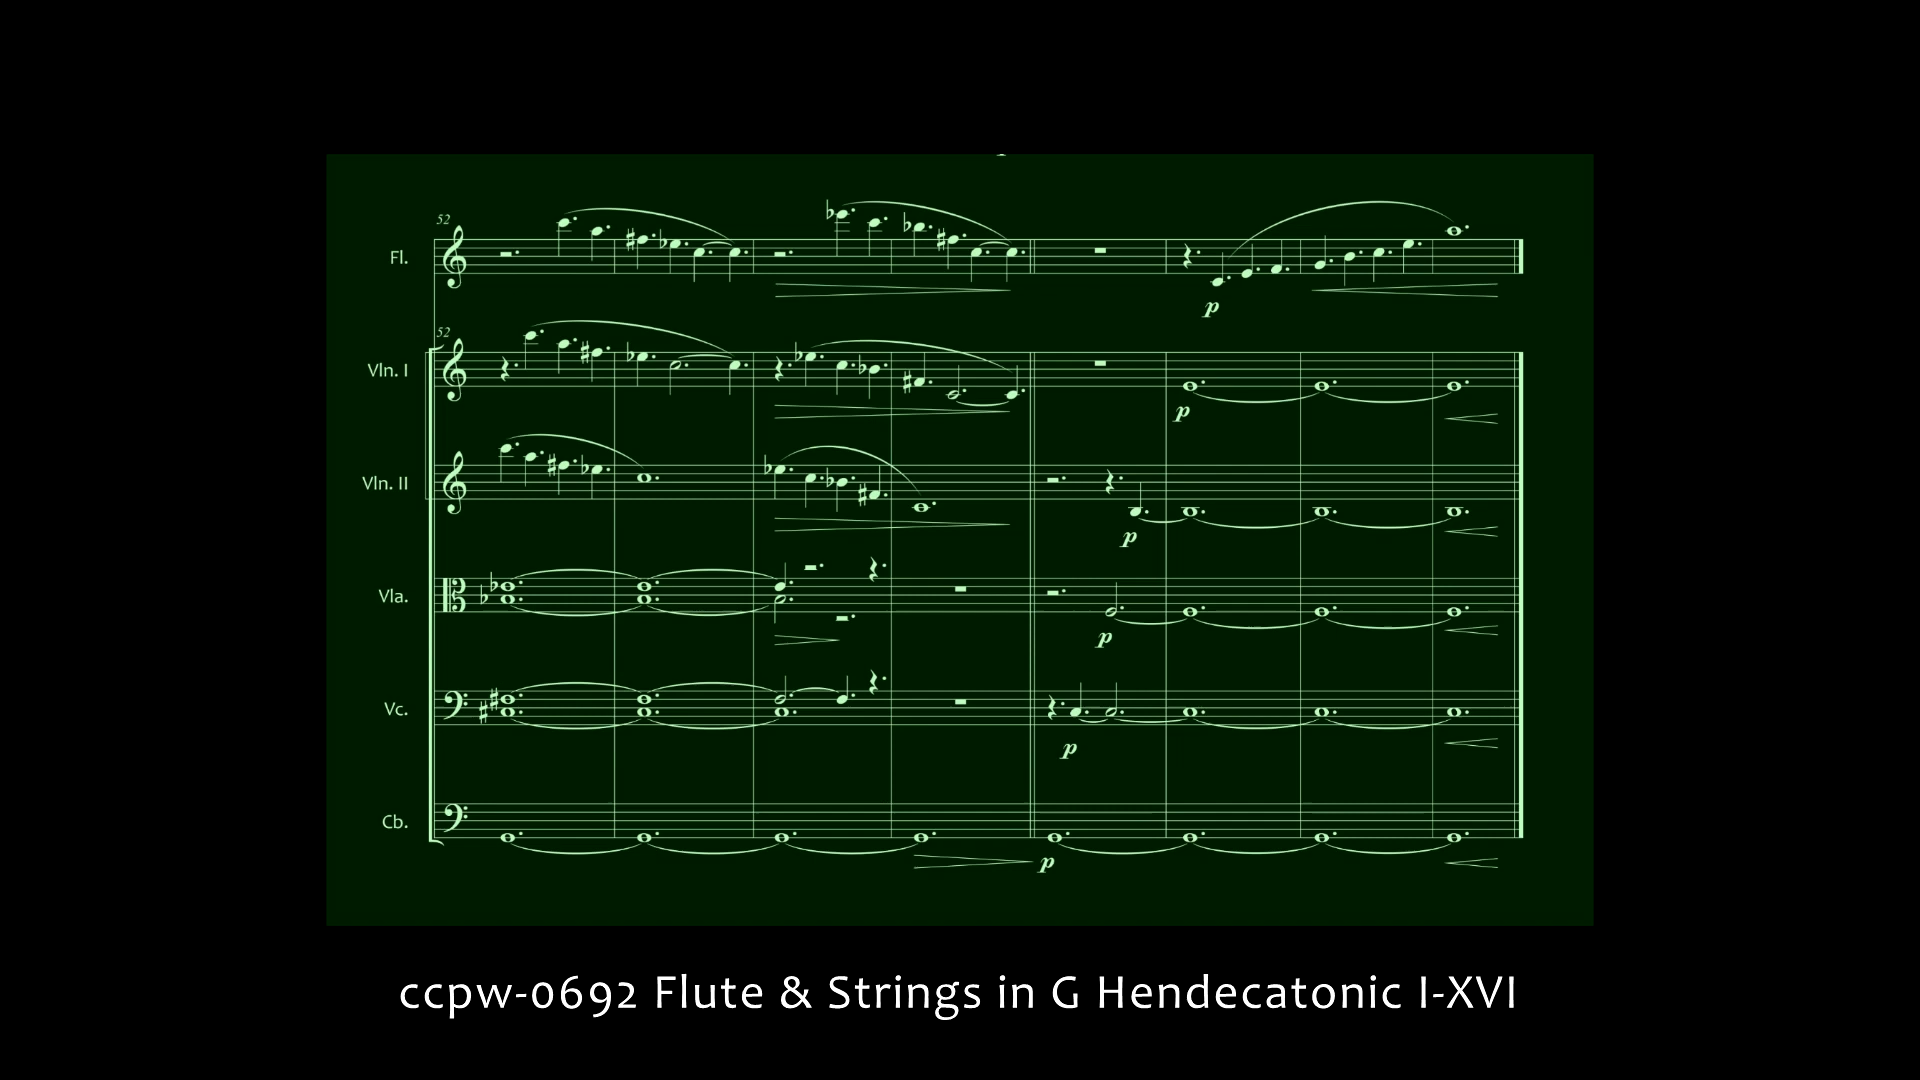 52
Fl.
p
52
Vln. I
p
Vln. II
p
Vla.
p
Vc.
p
Cb.
p
ccpw-0692 Flute & Strings in G Hendecatonic I-XVI